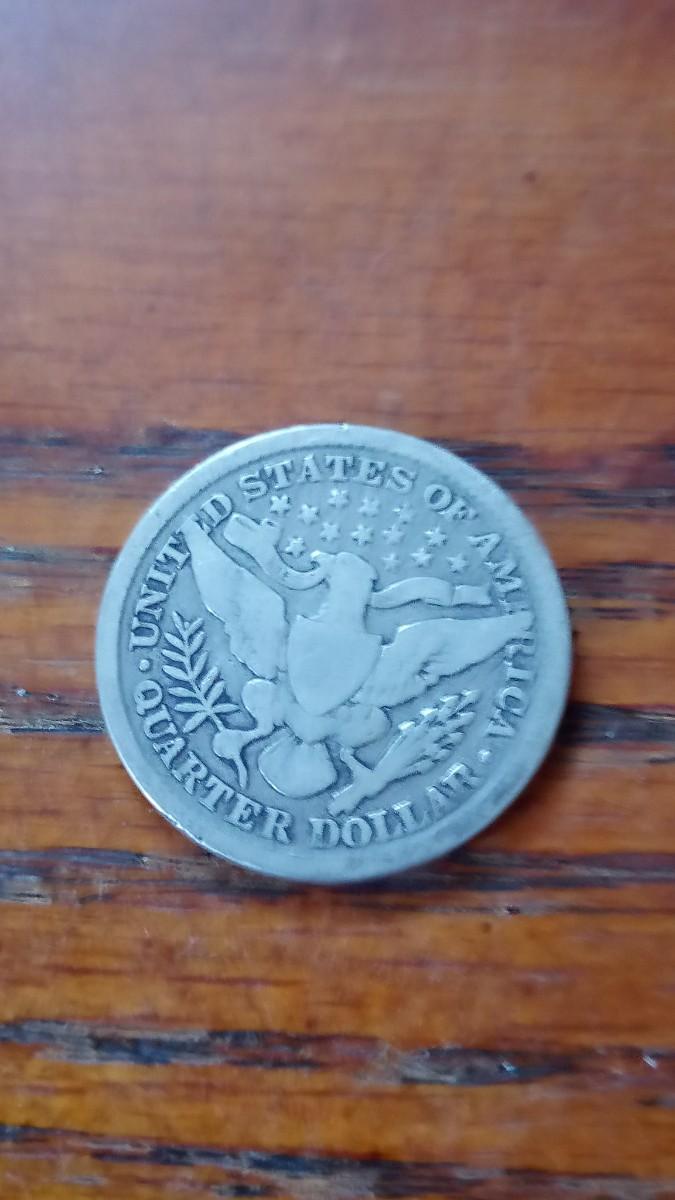 UNITED STATES OF AMERICA
· QUARTER DOLLAR ·